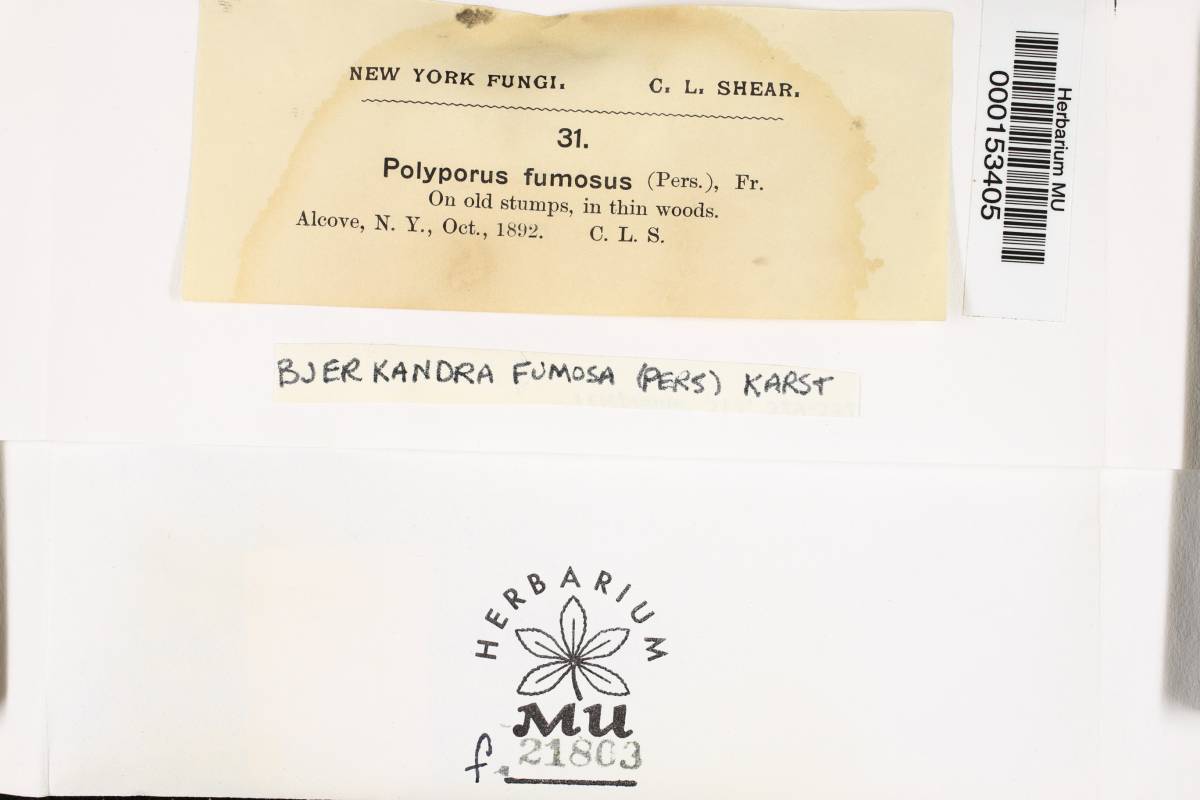 NEW YORK FUNGI. C. L. SHEAR.
31.
Polyporus fumosus (Pers.), Fr.
On old stumps, in thin woods.
Alcove, N. Y., Oct., 1892. C. L. S.
Herbarium MU
000153405
BJERKANDRA FUMOSA (PERS) KARST
HERBARIUM
MU
f. 21803